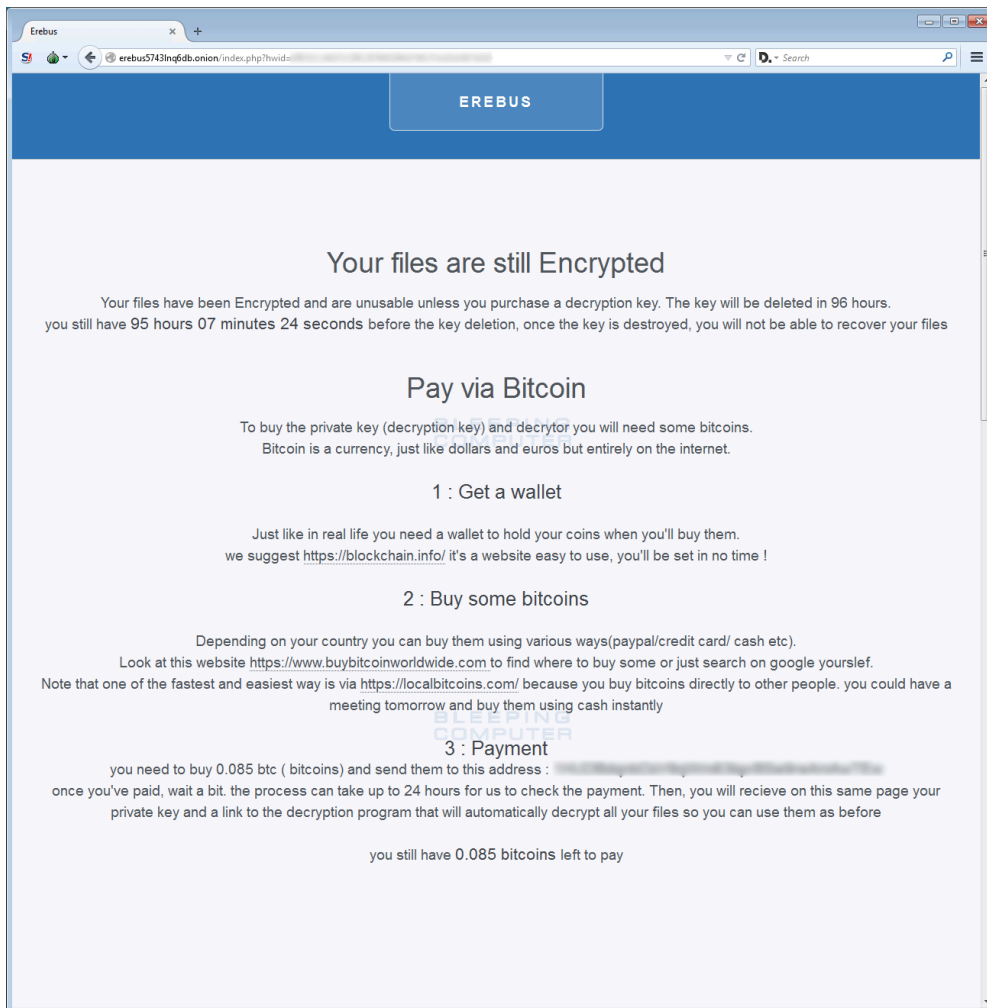 Erebus
erebus5743lnq6db.onion/index.php?hwid=
Search
EREBUS
Your files are still Encrypted
Your files have been Encrypted and are unusable unless you purchase a decryption key. The key will be deleted in 96 hours.
you still have 95 hours 07 minutes 24 seconds before the key deletion, once the key is destroyed, you will not be able to recover your files
Pay via Bitcoin
To buy the private key (decryption key) and decrytor you will need some bitcoins.
BLEEPING
COMPUTER
Bitcoin is a currency, just like dollars and euros but entirely on the internet.
1 : Get a wallet
Just like in real life you need a wallet to hold your coins when you'll buy them.
we suggest https://blockchain.info/ it's a website easy to use, you'll be set in no time !
2 : Buy some bitcoins
Depending on your country you can buy them using various ways(paypal/credit card/ cash etc).
Look at this website https://www.buybitcoinworldwide.com to find where to buy some or just search on google yourslef.
Note that one of the fastest and easiest way is via https://localbitcoins.com/ because you buy bitcoins directly to other people. you could have a
meeting tomorrow and buy them using cash instantly
BLEEPING
COMPUTER
3 : Payment
you need to buy 0.085 btc ( bitcoins) and send them to this address :
once you've paid, wait a bit. the process can take up to 24 hours for us to check the payment. Then, you will recieve on this same page your
private key and a link to the decryption program that will automatically decrypt all your files so you can use them as before
you still have 0.085 bitcoins left to pay